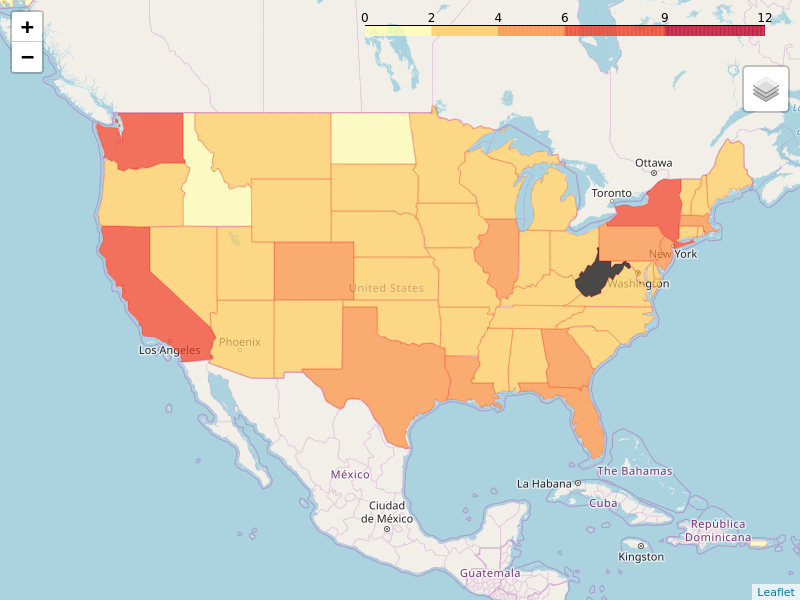 +
−
0 2 4 6 9 12
Ottawa
Toronto
New York
Washington
United States
Phoenix
Los Angeles
México
Ciudad
de México
La Habana
The Bahamas
Cuba
República
Dominicana
Kingston
Guatemala
Leaflet